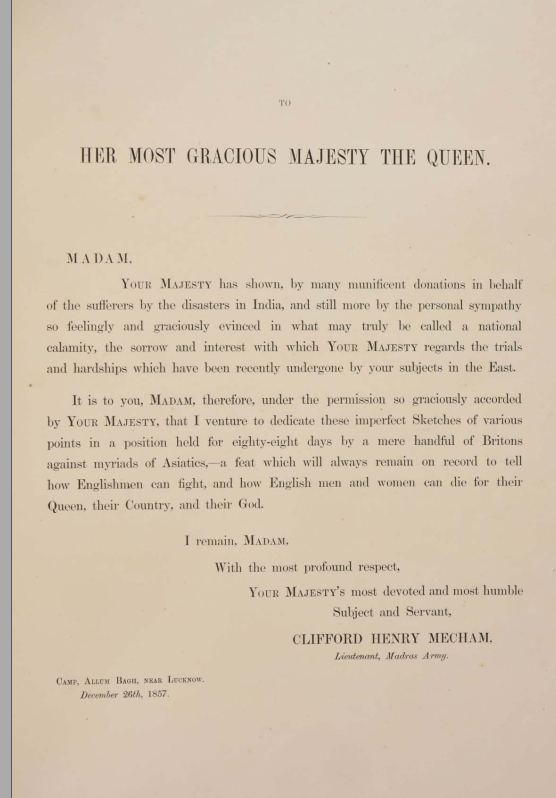 TO
HER MOST GRACIOUS MAJESTY THE QUEEN.
MADAM,
YOUR MAJESTY has shown, by many munificent donations in behalf
of the sufferers by the disasters in India, and still more by the personal sympathy
so feelingly and graciously evinced in what may truly be called a national
calamity, the sorrow and interest with which YOUR MAJESTY regards the trials
and hardships which have been recently undergone by your subjects in the East.
It is to you, MADAM, therefore, under the permission so graciously accorded
by YOUR MAJESTY, that I venture to dedicate these imperfect Sketches of various
points in a position held for eighty-eight days by a mere handful of Britons
against myriads of Asiatics,—a feat which will always remain on record to tell
how Englishmen can fight, and how English men and women can die for their
Queen, their Country, and their God.
I remain, MADAM,
With the most profound respect,
YOUR MAJESTY's most devoted and most humble
Subject and Servant,
CLIFFORD HENRY MECHAM,
Lieutenant, Madras Army.
CAMP, ALLUM BAGH, NEAR LUCKNOW.
December 26th, 1857.